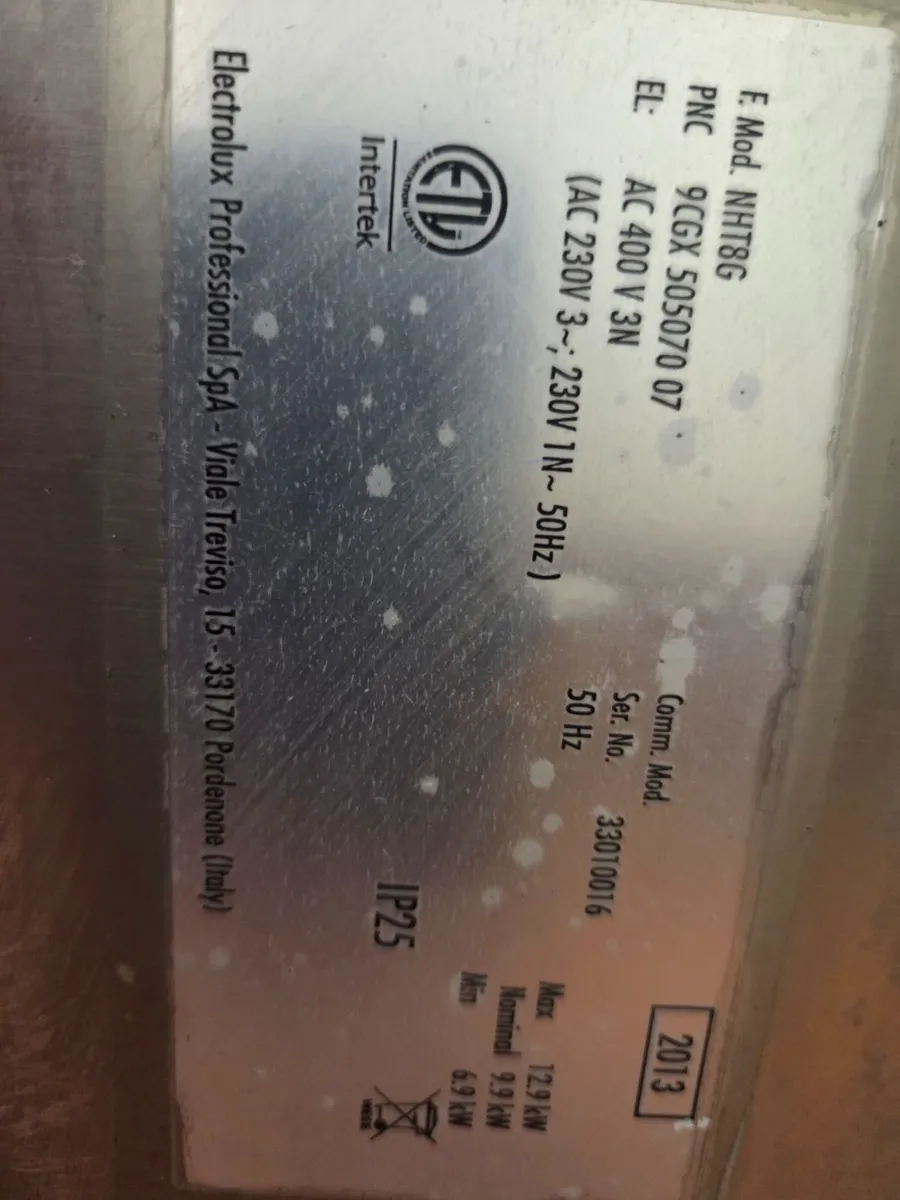 F. Mod. NHT8G
Comm. Mod.
2013
PNC 9CGX 505070 07
Ser. No. 33010016
EL: AC 400 V 3N
50 Hz
(AC 230V 3~; 230V 1N~ 50Hz)
Max 12.9 kW
Nominal 9.9 kW
Min 6.9 kW
ETL
Intertek
IP25
Electrolux Professional SpA - Viale Treviso, 15 - 33170 Pordenone (Italy)